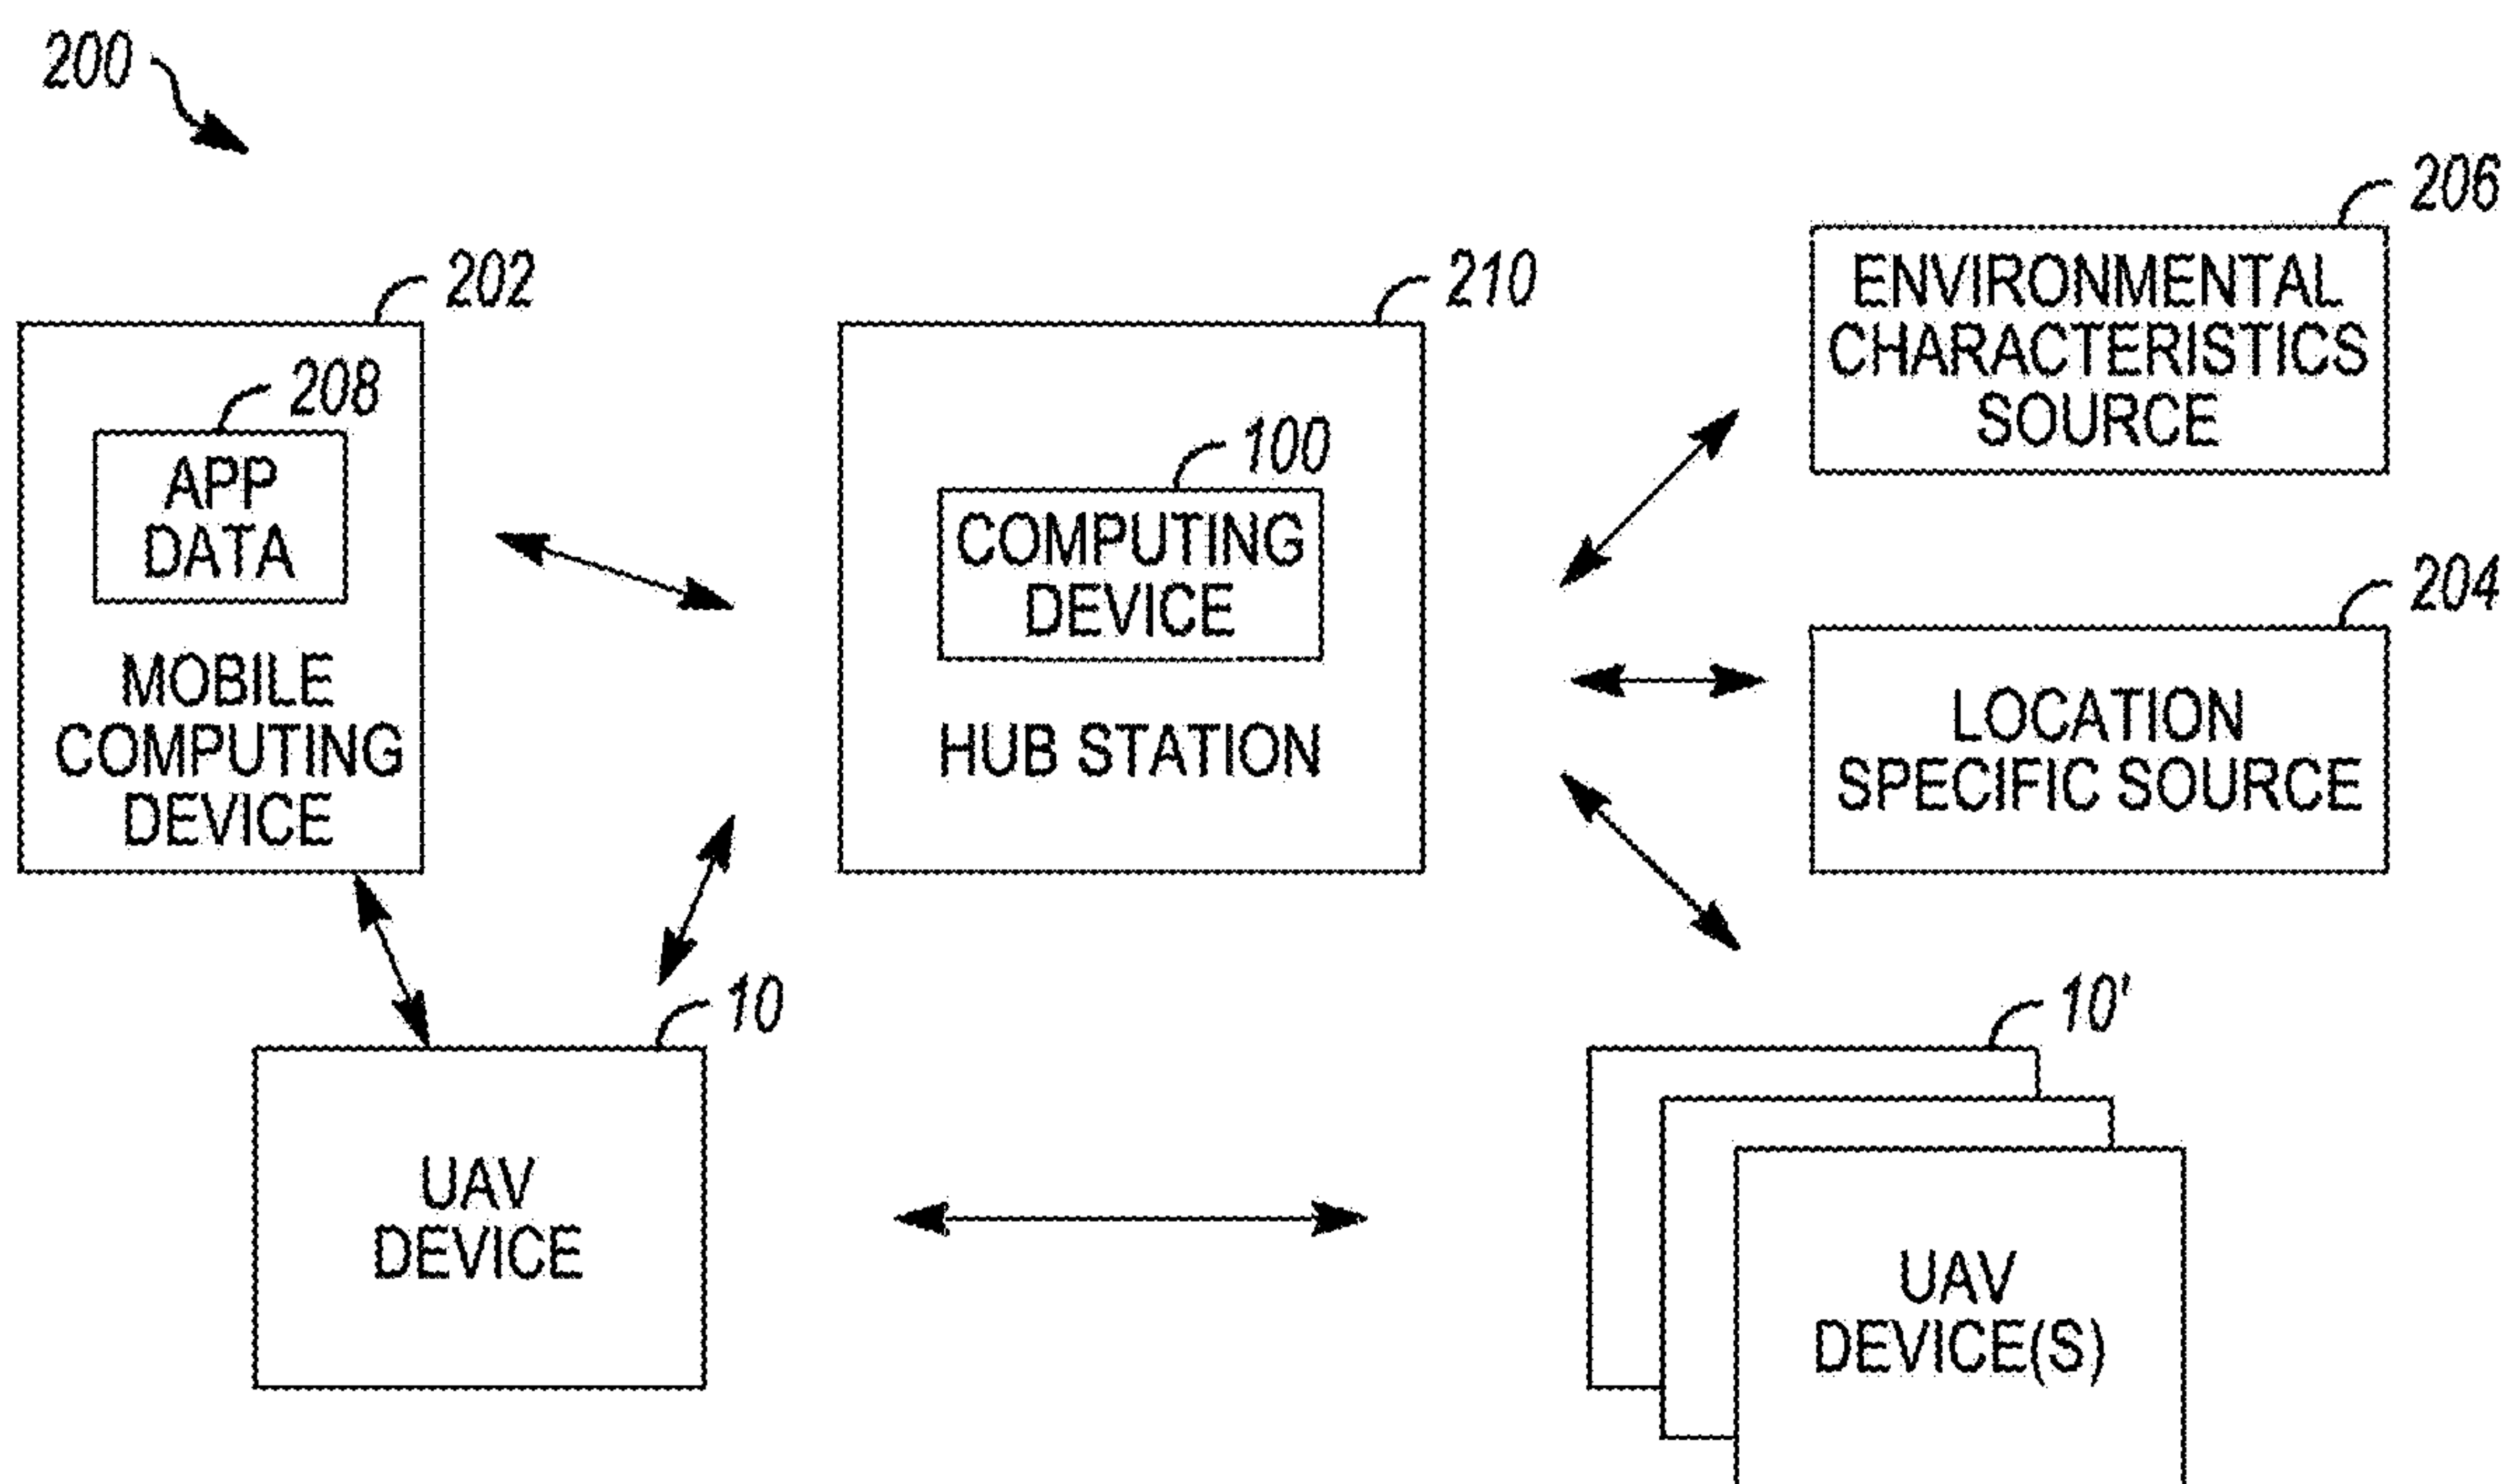 200
202
208
APP
DATA
MOBILE
COMPUTING
DEVICE
210
100
COMPUTING
DEVICE
HUB STATION
206
ENVIRONMENTAL
CHARACTERISTICS
SOURCE
204
LOCATION
SPECIFIC SOURCE
10
UAV
DEVICE
10'
UAV
DEVICE(S)